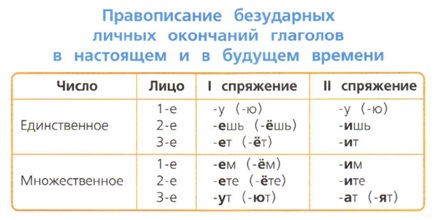 Правописание безударных
личных окончаний глаголов
в настоящем и в будущем времени
Число Лицо I спряжение II спряжение
Единственное
1-е -у (-ю) -у (-ю)
2-е -ешь (-ёшь) -ишь
3-е -ет (-ёт) -ит
Множественное
1-е -ем (-ём) -им
2-е -ете (-ёте) -ите
3-е -ут (-ют) -ат (-ят)